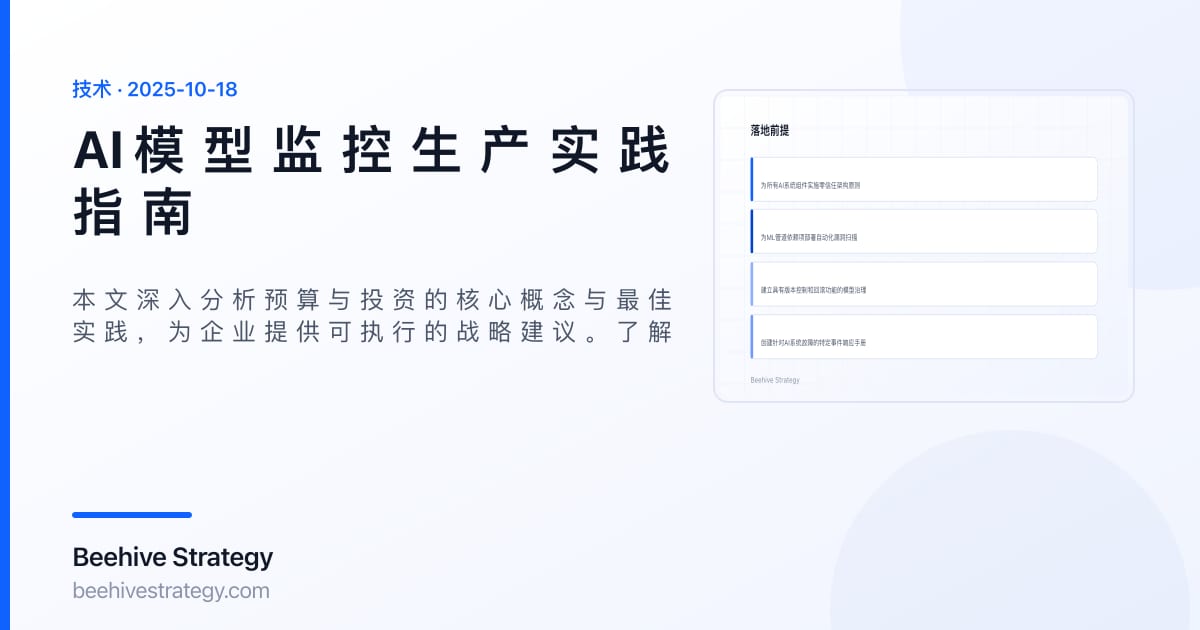 技术 · 2025-10-18
AI模型监控生产实践
指南
本文深入分析预算与投资的核心概念与最佳
实践，为企业提供可执行的战略建议。了解
落地前提
为所有AI系统组件实施零信任架构原则
为ML管道依赖项部署自动化漏洞扫描
建立具有版本控制和回滚功能的模型治理
创建针对AI系统故障的特定事件响应手册
Beehive Strategy
Beehive Strategy
beehivestrategy.com